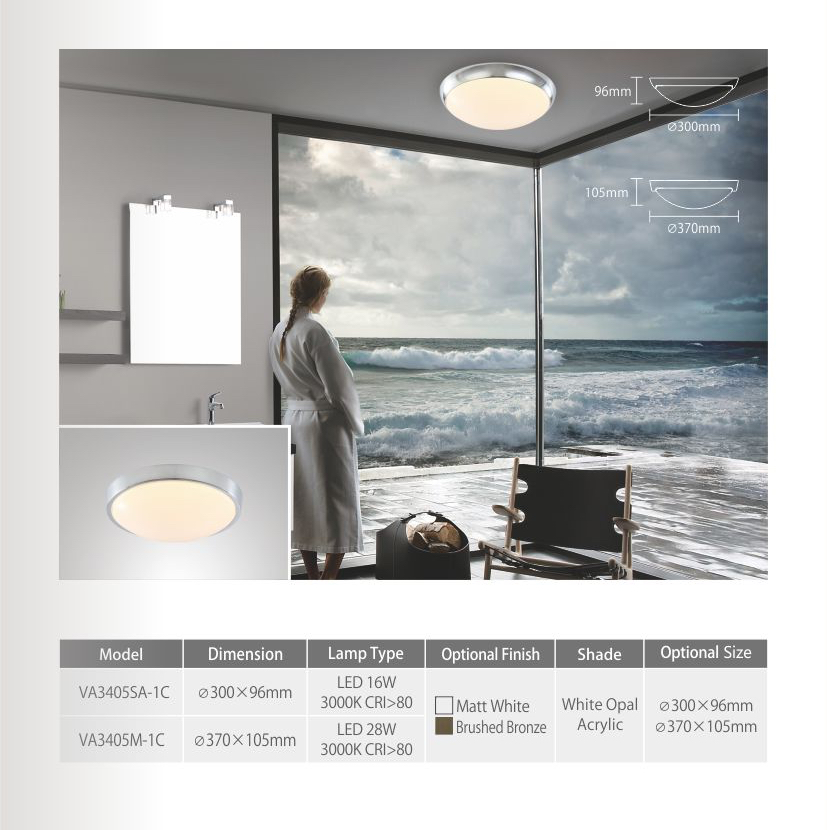 96mm
⌀300mm
105mm
⌀370mm
Model Dimension Lamp Type Optional Finish Shade Optional Size
VA3405SA-1C ⌀300×96mm LED 16W 3000K CRI>80
VA3405M-1C ⌀370×105mm LED 28W 3000K CRI>80
Matt White
Brushed Bronze
White Opal
Acrylic
⌀300×96mm
⌀370×105mm